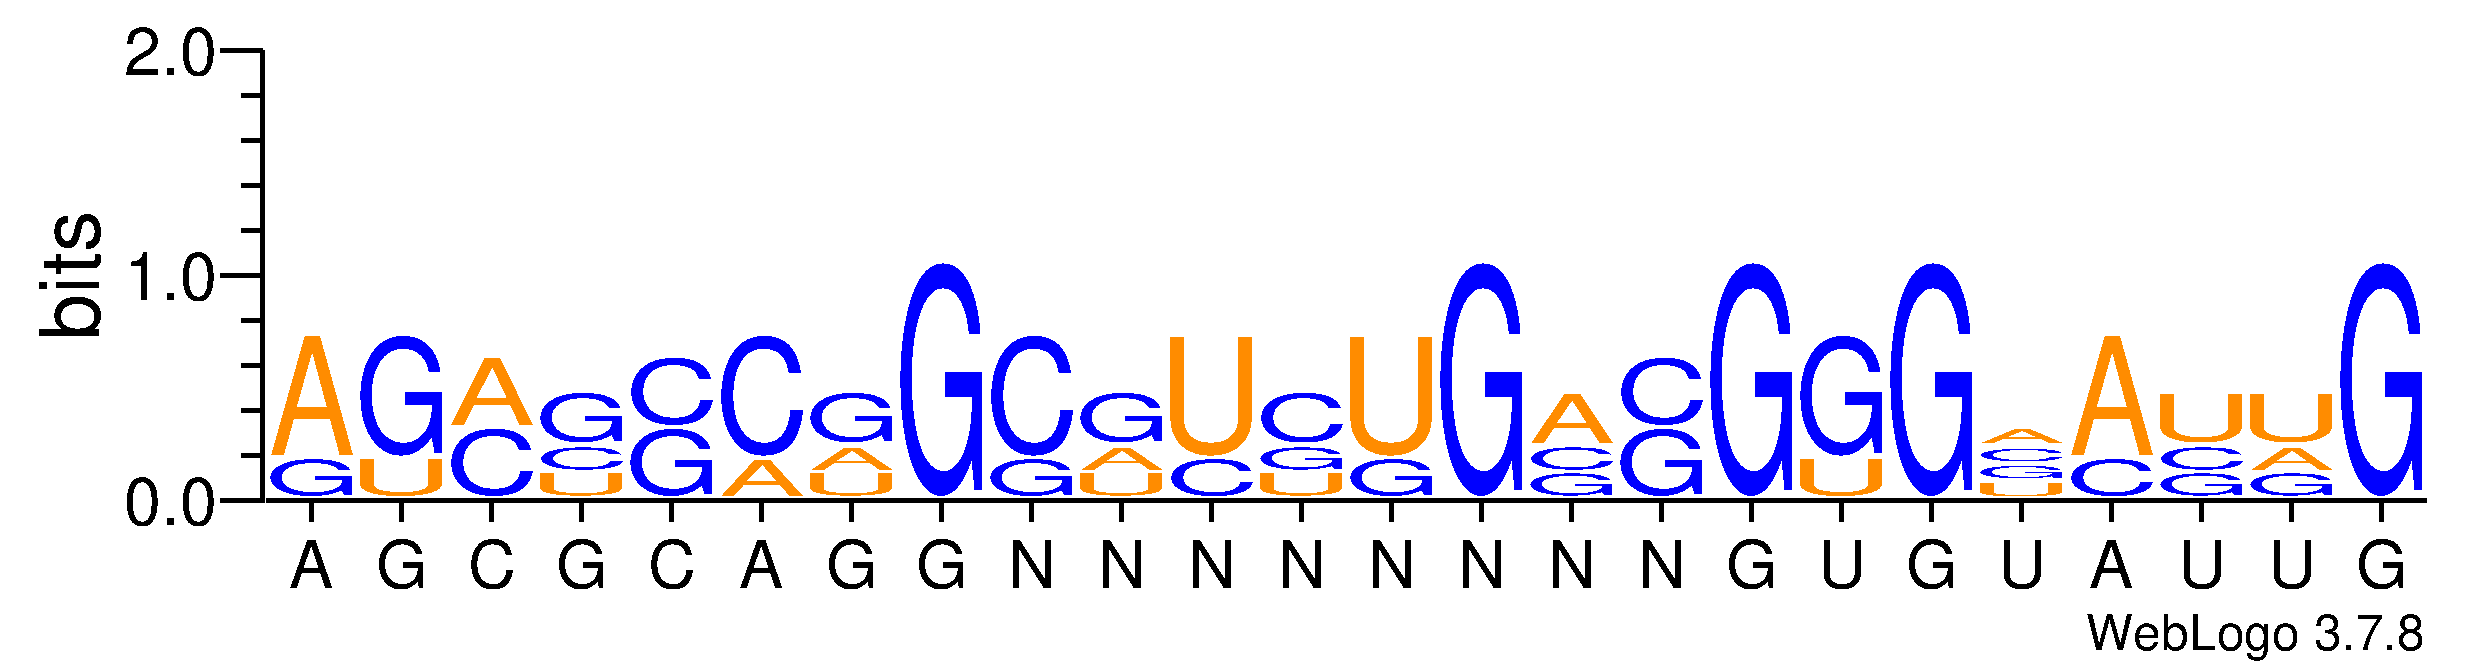 2.0
1.0
0.0
bits
A G A G C C G G C G U C U G A C G G G A A U U G
G U C C G A A G A C G G C G U C C A G
U U U G U U G G G
U
A G C G C A G G N N N N N N N N G U G U A U U G
WebLogo 3.7.8